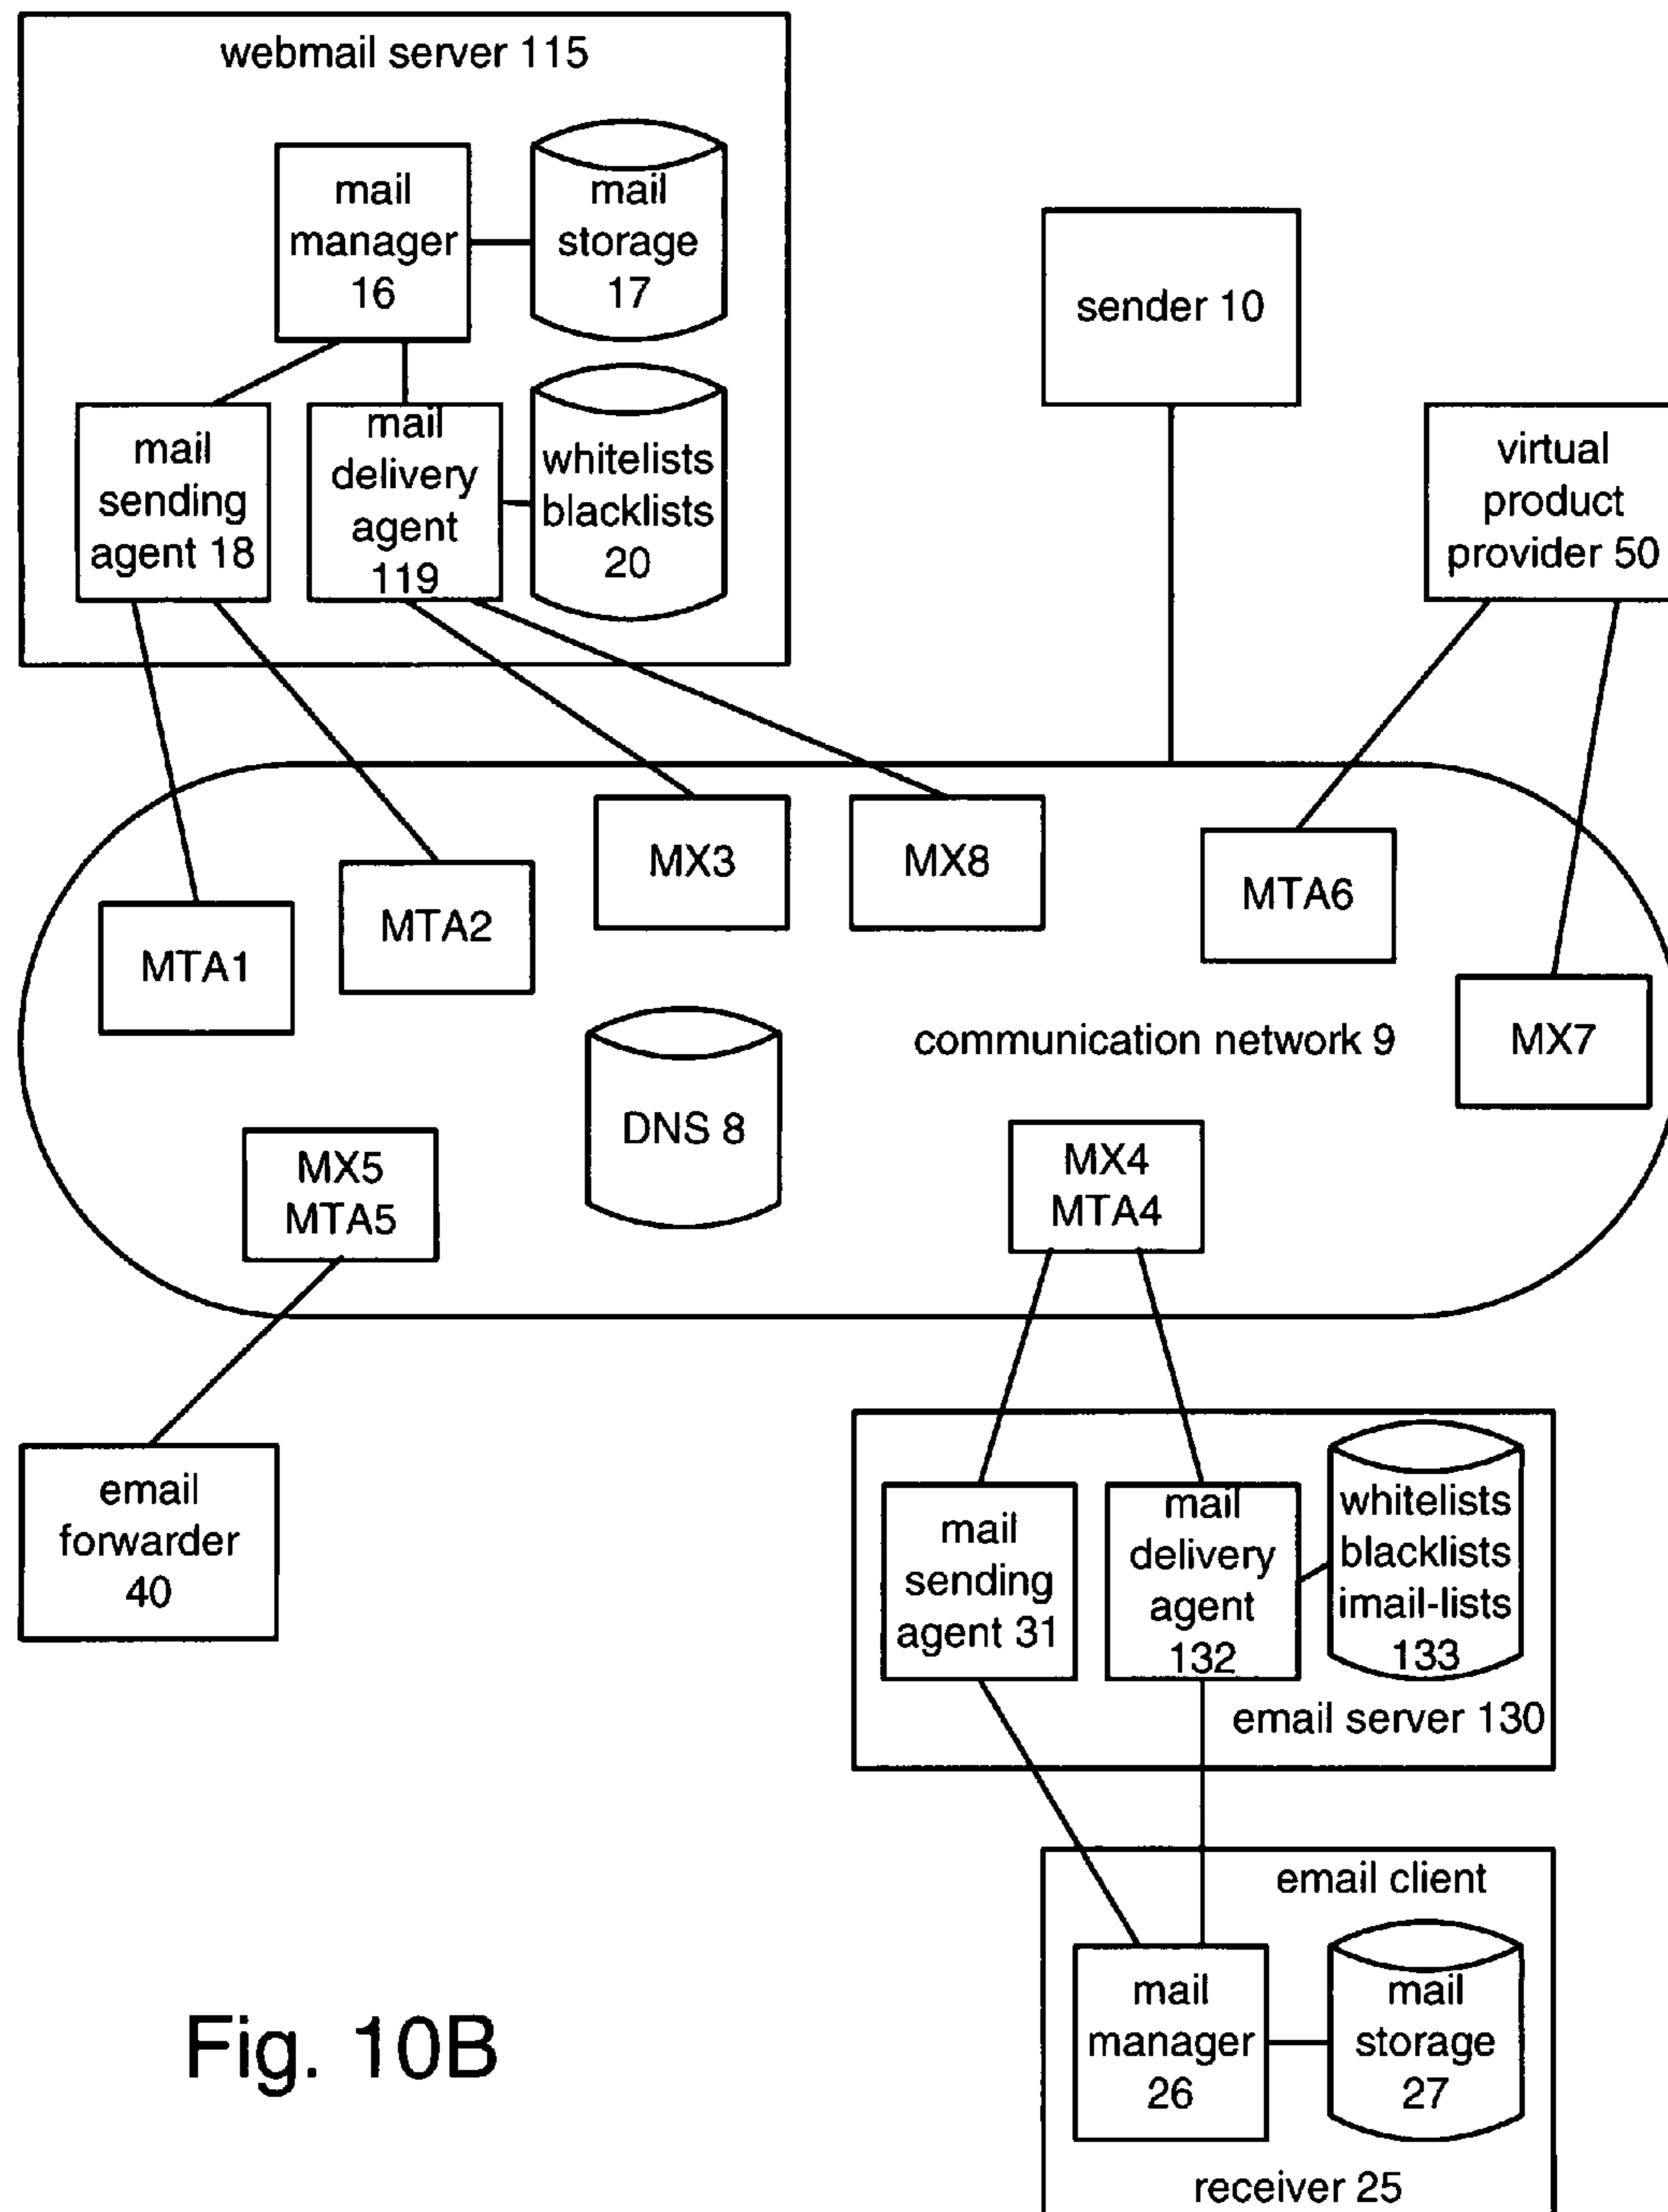 webmail server 115
mail
manager
16
mail
storage
17
sender 10
mail
sending
agent 18
mail
delivery
agent
119
whitelists
blacklists
20
virtual
product
provider 50
MTA1
MTA2
MX3
MX8
MTA6
MX7
communication network 9
DNS 8
MX5
MTA5
MX4
MTA4
email
forwarder
40
mail
sending
agent 31
mail
delivery
agent
132
whitelists
blacklists
imail-lists
133
email server 130
email client
mail
manager
26
mail
storage
27
receiver 25
Fig. 10B